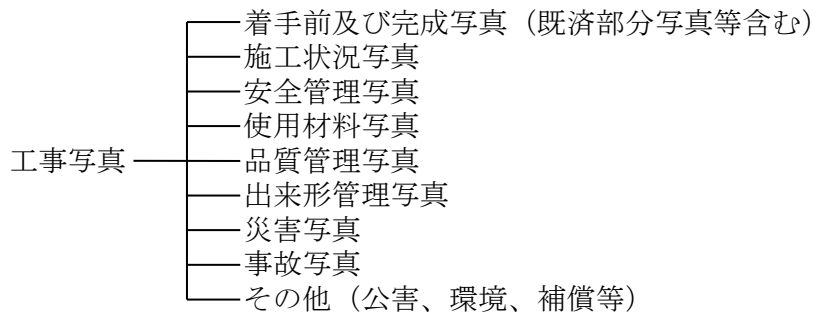 着手前及び完成写真（既済部分写真等含む）
施工状況写真
安全管理写真
使用材料写真
工事写真
品質管理写真
出来形管理写真
災害写真
事故写真
その他（公害、環境、補償等）